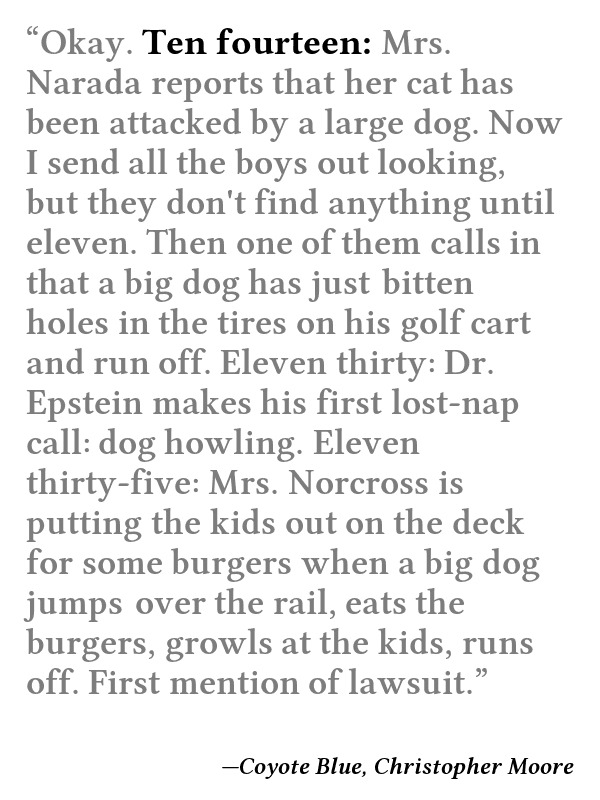 “Okay. Ten fourteen: Mrs.
Narada reports that her cat has
been attacked by a large dog. Now
I send all the boys out looking,
but they don't find anything until
eleven. Then one of them calls in
that a big dog has just bitten
holes in the tires on his golf cart
and run off. Eleven thirty: Dr.
Epstein makes his first lost-nap
call: dog howling. Eleven
thirty-five: Mrs. Norcross is
putting the kids out on the deck
for some burgers when a big dog
jumps over the rail, eats the
burgers, growls at the kids, runs
off. First mention of lawsuit.”
—Coyote Blue, Christopher Moore